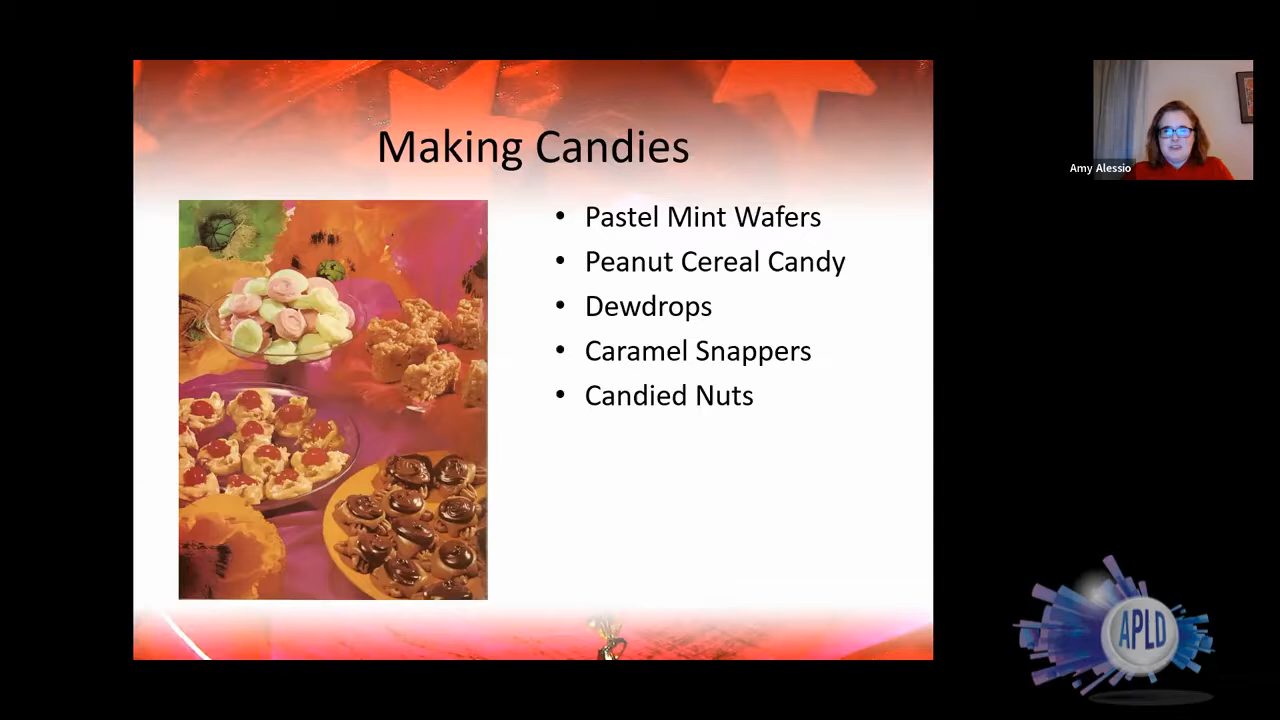 Making Candies
• Pastel Mint Wafers
• Peanut Cereal Candy
• Dewdrops
• Caramel Snappers
• Candied Nuts
Amy Alessio
APLD